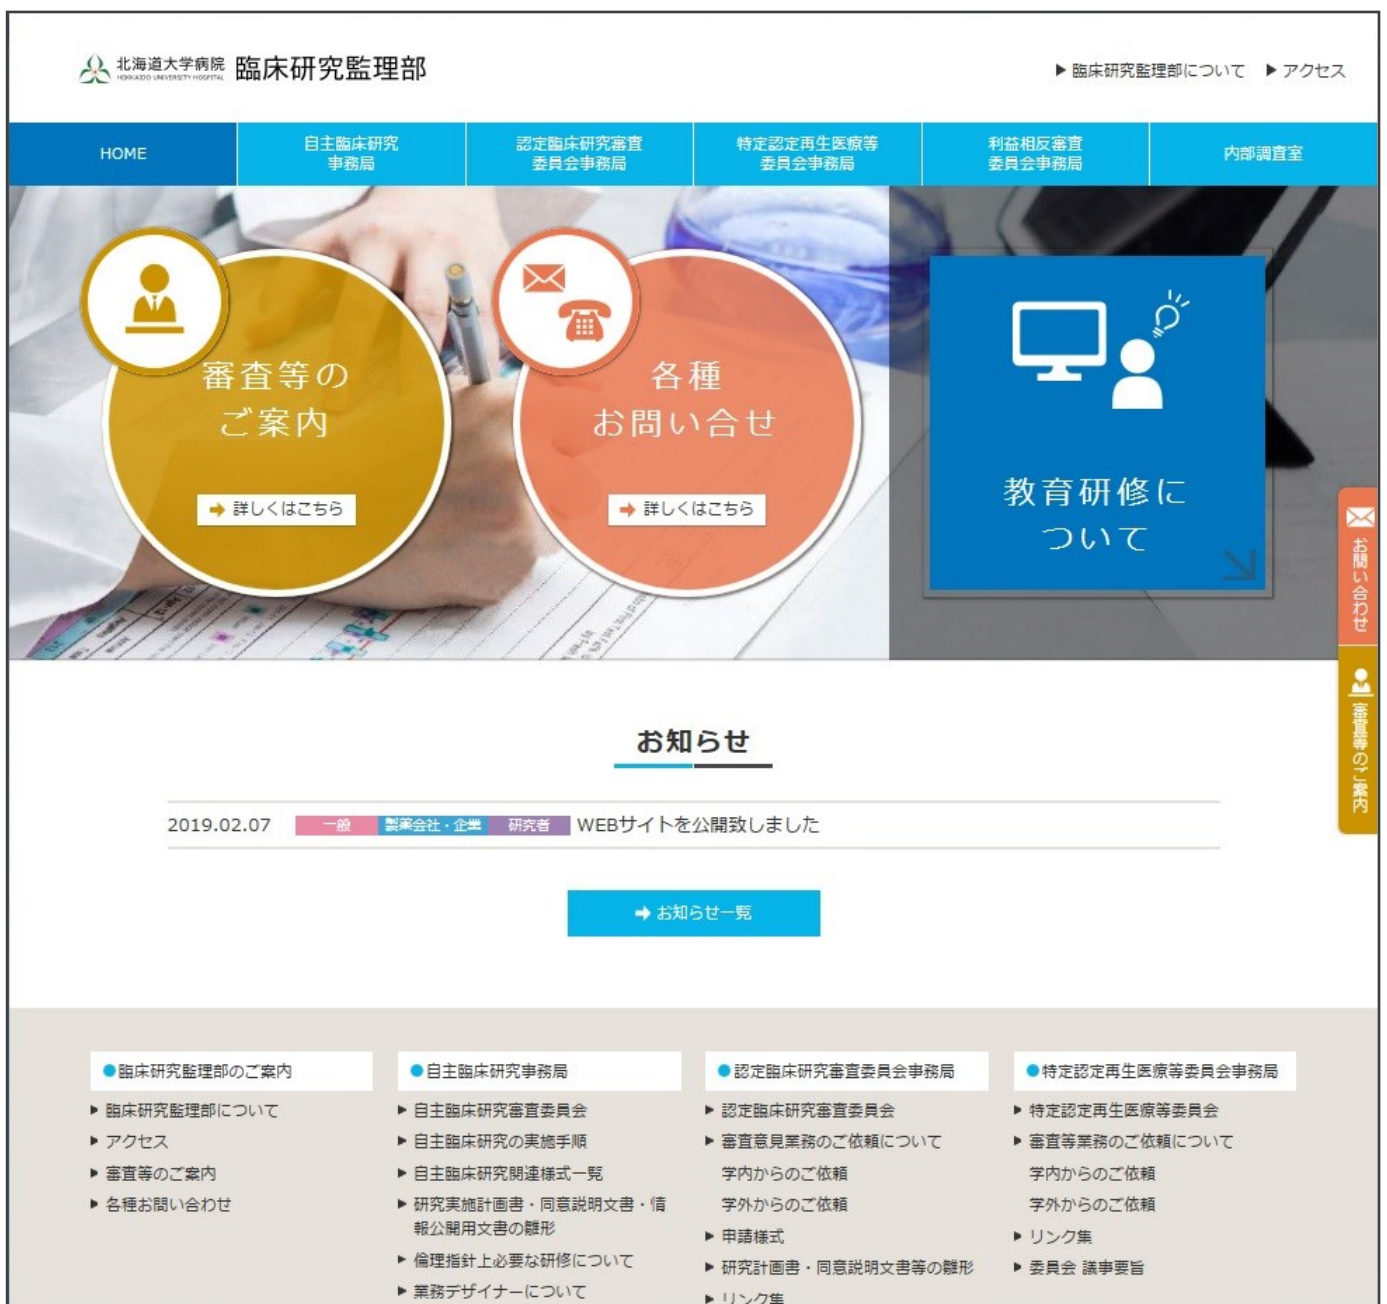 北海道大学病院
HOKKAIDO UNIVERSITY HOSPITAL
臨床研究監理部
▶ 臨床研究監理部について ▶ アクセス
HOME
自主臨床研究
事務局
認定臨床研究審査
委員会事務局
特定認定再生医療等
委員会事務局
利益相反審査
委員会事務局
内部調査室
審査等の
ご案内
➡ 詳しくはこちら
各種
お問い合せ
➡ 詳しくはこちら
教育研修に
ついて
お問い合わせ
審査等のご案内
お知らせ
2019.02.07 一般 製薬会社・企業 研究者 WEBサイトを公開致しました
➡ お知らせ一覧
●臨床研究監理部のご案内
▶ 臨床研究監理部について
▶ アクセス
▶ 審査等のご案内
▶ 各種お問い合わせ
●自主臨床研究事務局
▶ 自主臨床研究審査委員会
▶ 自主臨床研究の実施手順
▶ 自主臨床研究関連様式一覧
▶ 研究実施計画書・同意説明文書・情
報公開用文書の雛形
▶ 倫理指針上必要な研修について
▶ 業務デザイナーについて
●認定臨床研究審査委員会事務局
▶ 認定臨床研究審査委員会
▶ 審査意見業務のご依頼について
学内からのご依頼
学外からのご依頼
▶ 申請様式
▶ 研究計画書・同意説明文書等の雛形
▶ リンク集
●特定認定再生医療等委員会事務局
▶ 特定認定再生医療等委員会
▶ 審査等業務のご依頼について
学内からのご依頼
学外からのご依頼
▶ リンク集
▶ 委員会 議事要旨